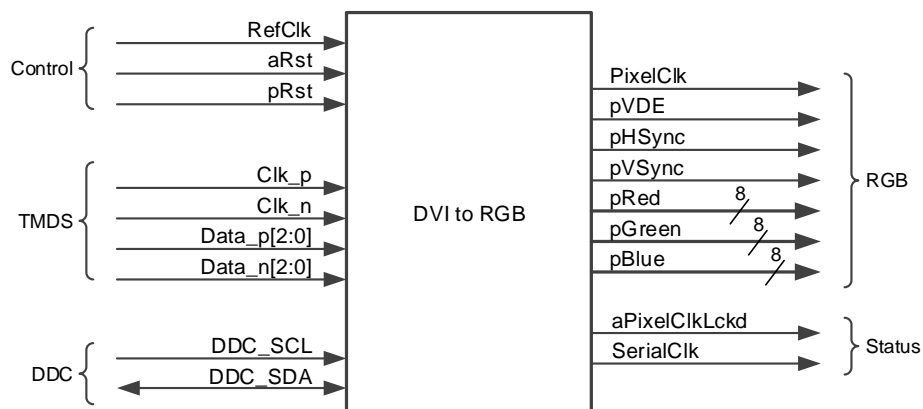 Control
RefClk
aRst
pRst
TMDS
Clk_p
Clk_n
Data_p[2:0]
Data_n[2:0]
DDC
DDC_SCL
DDC_SDA
DVI to RGB
PixelClk
pVDE
pHSync
pVSync
pRed 8
pGreen 8
pBlue 8
RGB
aPixelClkLckd
SerialClk
Status